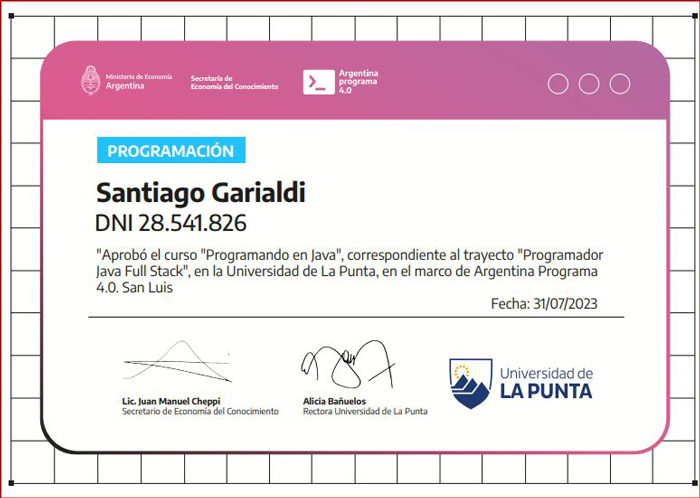 Ministerio de Economía
Argentina
Secretaría de
Economía del Conocimiento
Argentina
programa
4.0
PROGRAMACIÓN
Santiago Garialdi
DNI 28.541.826
"Aprobó el curso "Programando en Java", correspondiente al trayecto "Programador
Java Full Stack", en la Universidad de La Punta, en el marco de Argentina Programa
4.0. San Luis
Fecha: 31/07/2023
Lic. Juan Manuel Cheppi
Secretario de Economía del Conocimiento
Alicia Bañuelos
Rectora Universidad de La Punta
Universidad de
LA PUNTA